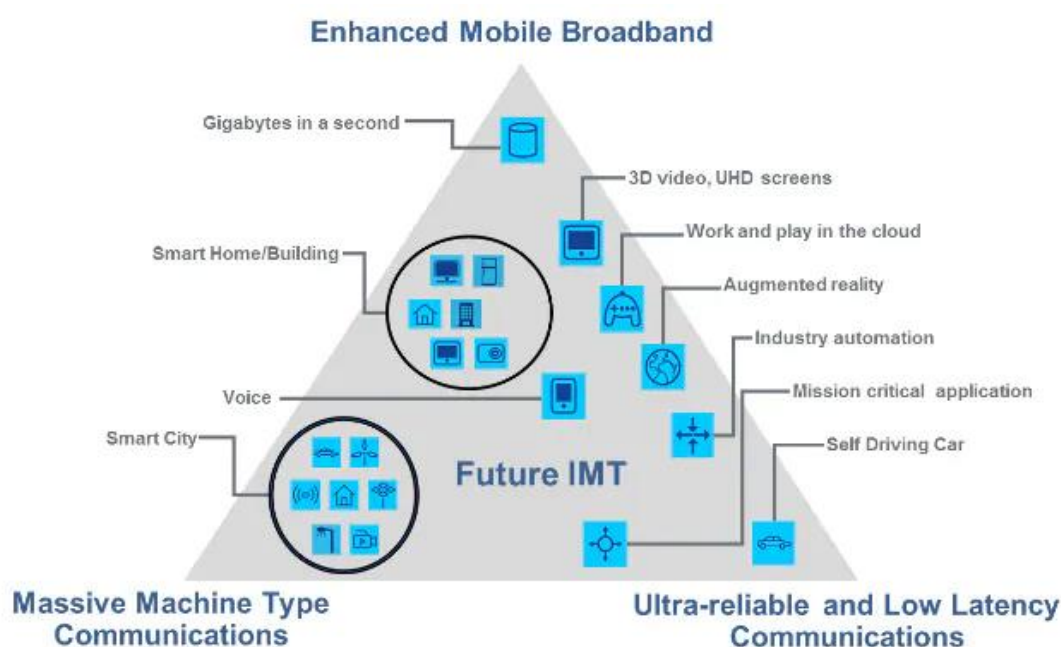 Enhanced Mobile Broadband
Gigabytes in a second
3D video, UHD screens
Work and play in the cloud
Smart Home/Building
Augmented reality
Industry automation
Voice
Mission critical application
Smart City
Self Driving Car
Future IMT
Massive Machine Type
Communications
Ultra-reliable and Low Latency
Communications